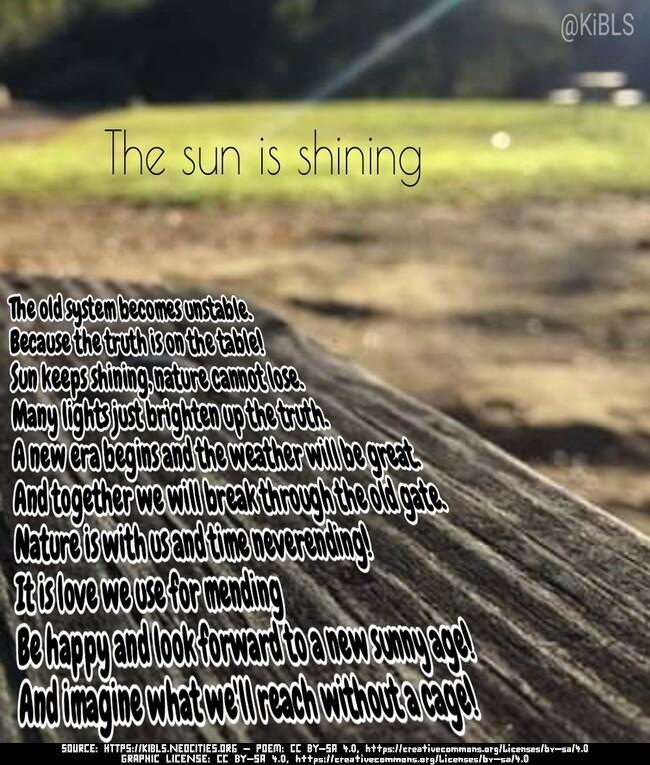 @KiBLS
The sun is shining
The old system becomes unstable.
Because the truth is on the table!
Sun keeps shining, nature cannot lose.
Many lights just brighten up the truth.
A new era begins and the weather will be great.
And together we will break through the old gate.
Nature is with us and time neverending!
It is love we use for mending
Be happy and look forward to a new sunny age!
And imagine what we'll reach without a cage!
SOURCE: HTTPS://KIBLS.NEOCITIES.ORG – POEM: CC BY-SA 4.0, https://creativecommons.org/licenses/by-sa/4.0
GRAPHIC LICENSE: CC BY-SA 4.0, https://creativecommons.org/licenses/by-sa/4.0